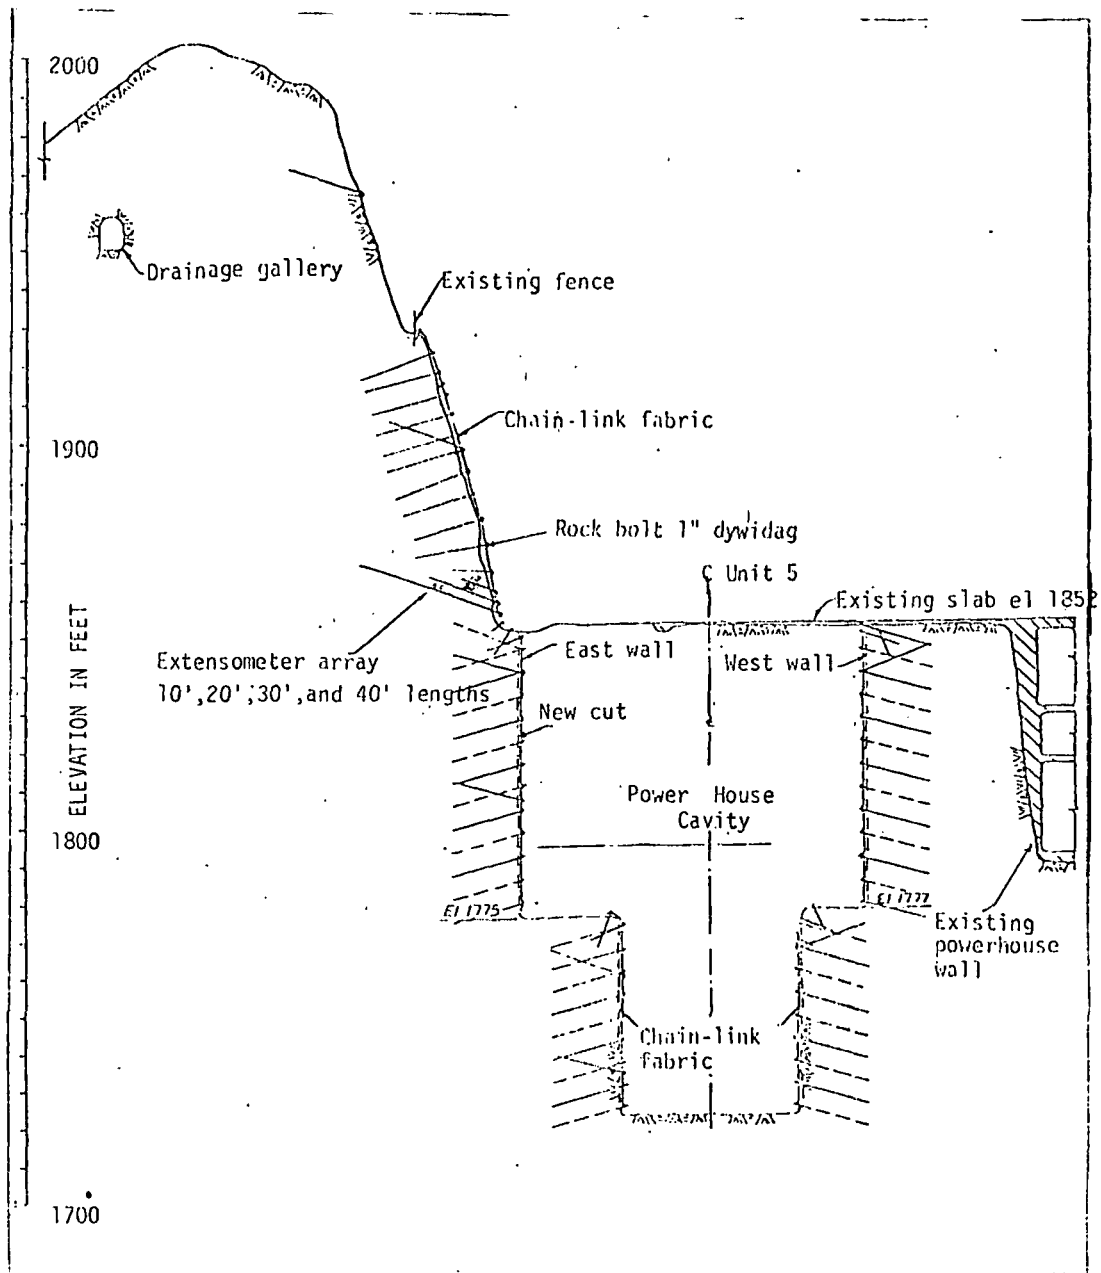 2000
Drainage gallery
Existing fence
Chain-link fabric
1900
Rock bolt 1" dywidag
C Unit 5
Existing slab el 1852
ELEVATION IN FEET
East wall
West wall
Extensometer array
10', 20', 30', and 40' lengths
New cut
Power House
Cavity
1800
El 1775
El 1777
Existing
powerhouse
wall
Chain-link
fabric
1700